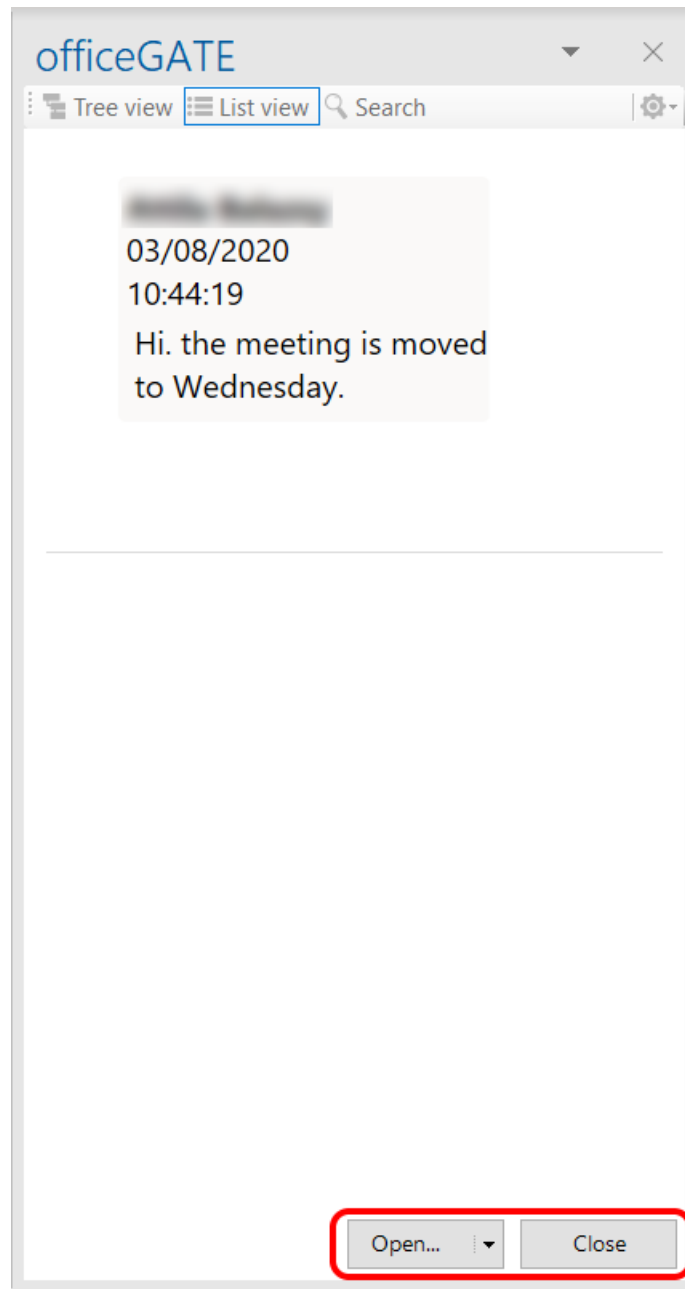 officeGATE
Tree view List view Search
03/08/2020
10:44:19
Hi. the meeting is moved
to Wednesday.
Open... Close